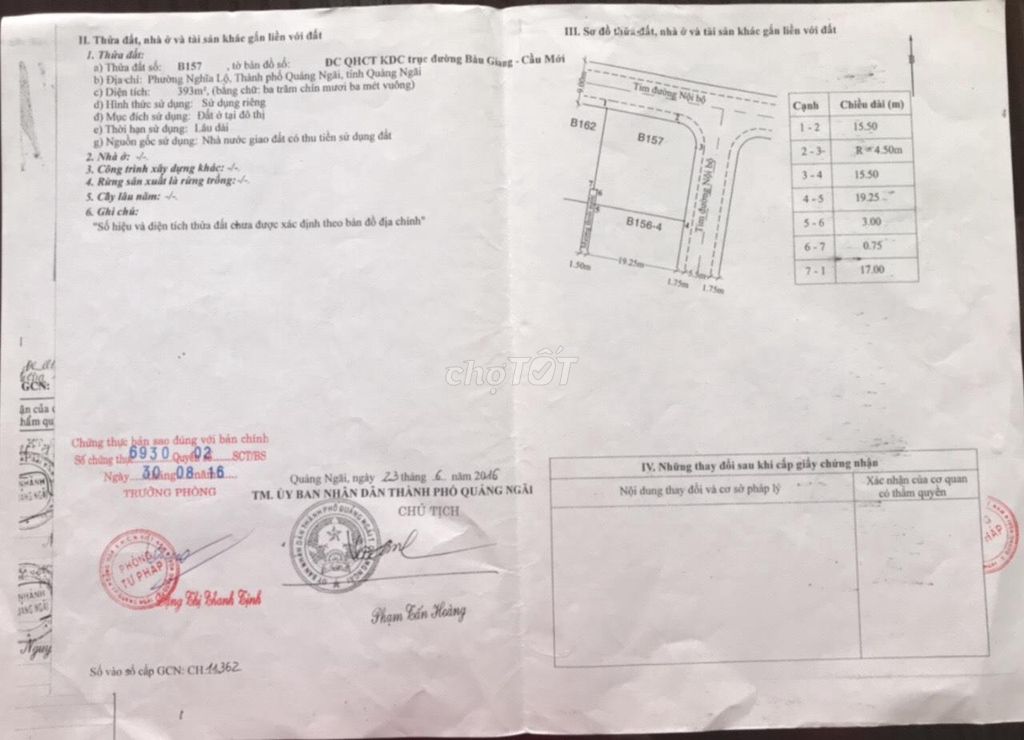 II. Thửa đất, nhà ở và tài sản khác gắn liền với đất
1. Thửa đất:
a) Thửa đất số: B157 , tờ bản đồ số: ĐC QHCT KDC trục đường Bàu Giang - Cầu Mới
b) Địa chỉ: Phường Nghĩa Lộ, Thành phố Quảng Ngãi, tỉnh Quảng Ngãi
c) Diện tích: 393m², (bằng chữ: ba trăm chín mươi ba mét vuông)
d) Hình thức sử dụng: Sử dụng riêng
đ) Mục đích sử dụng: Đất ở tại đô thị
e) Thời hạn sử dụng: Lâu dài
g) Nguồn gốc sử dụng: Nhà nước giao đất có thu tiền sử dụng đất
2. Nhà ở: -/-
3. Công trình xây dựng khác: -/-
4. Rừng sản xuất là rừng trồng: -/-
5. Cây lâu năm: -/-
6. Ghi chú:
"Số hiệu và diện tích thửa đất chưa được xác định theo bản đồ địa chính"
GCN:
Chứng thực bản sao đúng với bản chính
Số chứng thực 6930 Quyển 02 SCT/BS
Ngày 30 tháng 08 năm 16
TRƯỞNG PHÒNG
PHÒNG
TƯ PHÁP
Quảng Ngãi, ngày 23 tháng 6 năm 2016
TM. ỦY BAN NHÂN DÂN THÀNH PHỐ QUẢNG NGÃI
CHỦ TỊCH
Phạm Tấn Hoàng
Số vào sổ cấp GCN: CH11362
III. Sơ đồ thửa đất, nhà ở và tài sản khác gắn liền với đất
B
9.00m
Tim đường Nội bộ
B162
B157
Tim đường Nội bộ
B156-4
1.50m
19.25m
1.75m
5.5m
1.75m
Cạnh Chiều dài (m)
1 - 2 15.50
2 - 3 R = 4.50m
3 - 4 15.50
4 - 5 19.25
5 - 6 3.00
6 - 7 0.75
7 - 1 17.00
chợTỐT
IV. Những thay đổi sau khi cấp giấy chứng nhận
Nội dung thay đổi và cơ sở pháp lý
Xác nhận của cơ quan
có thẩm quyền